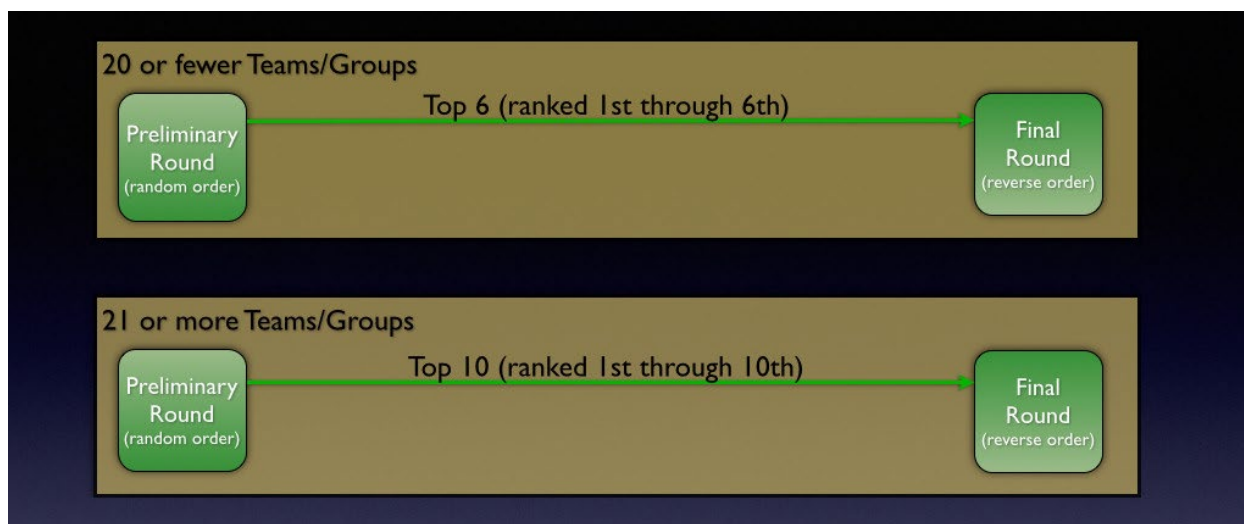 20 or fewer Teams/Groups
Top 6 (ranked 1st through 6th)
Preliminary
Round
(random order)
Final
Round
(reverse order)
21 or more Teams/Groups
Top 10 (ranked 1st through 10th)
Preliminary
Round
(random order)
Final
Round
(reverse order)